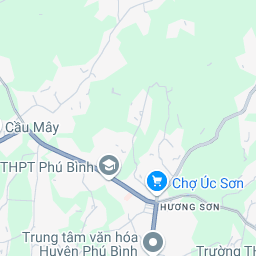 Cầu Mây
THPT Phú Bình
Chợ Úc Sơn
HƯƠNG SƠN
Trung tâm văn hóa
Huyện Phú Bình
Trường Th